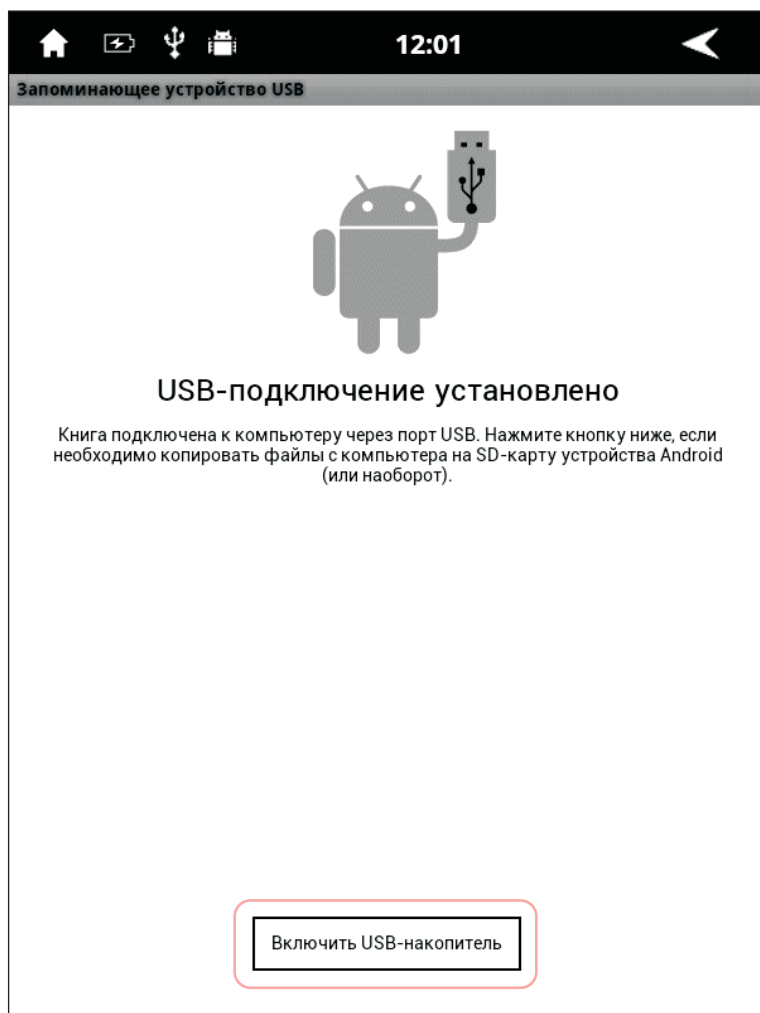 12:01
Запоминающее устройство USB
USB-подключение установлено
Книга подключена к компьютеру через порт USB. Нажмите кнопку ниже, если
необходимо копировать файлы с компьютера на SD-карту устройства Android
(или наоборот).
Включить USB-накопитель